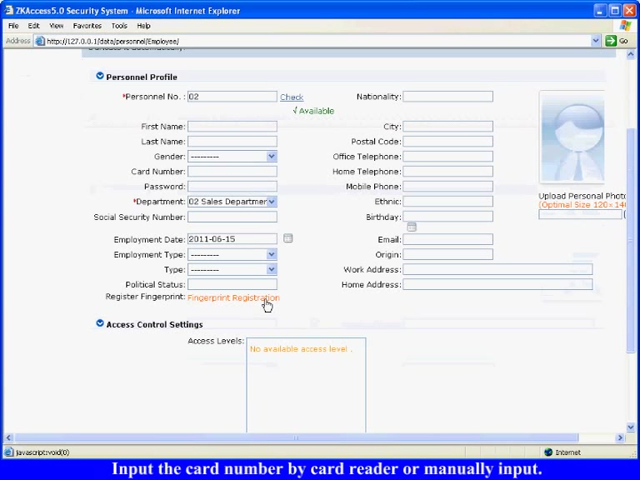 ZKAccess5.0 Security System - Microsoft Internet Explorer
File Edit View Favorites Tools Help
Address http://127.0.0.1/data/personnel/Employee/ Go
Personnel Profile
*Personnel No.: 02 Check Nationality:
√ Available
First Name: City:
Last Name: Postal Code:
Gender: --------- Office Telephone:
Card Number: Home Telephone:
Password: Mobile Phone:
*Department: 02 Sales Departmer Ethnic:
Social Security Number: Birthday:
Upload Personal Photo
(Optimal Size 120×140
Employment Date: 2011-06-15 Email:
Employment Type: --------- Origin:
Type: --------- Work Address:
Political Status: Home Address:
Register Fingerprint: Fingerprint Registration
Access Control Settings
Access Levels:
No available access level .
javascript:void(0) Internet
Input the card number by card reader or manually input.